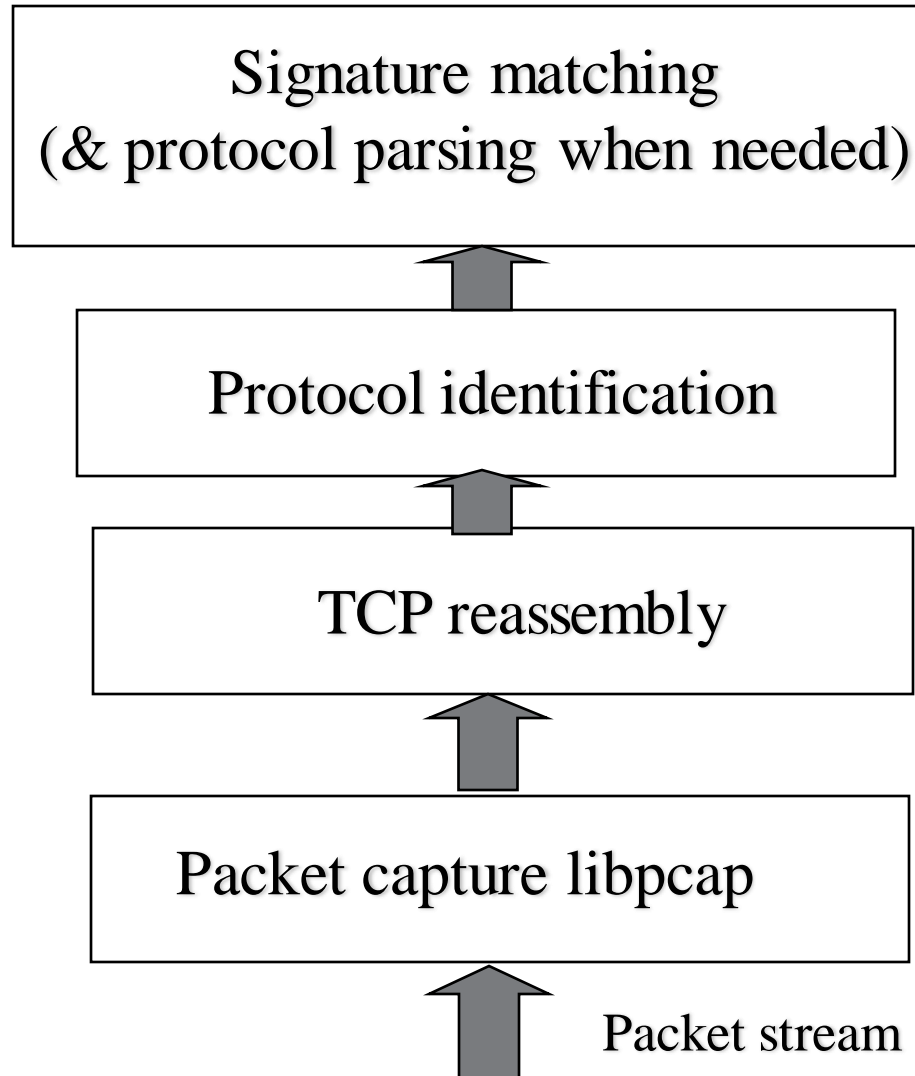 Signature matching
(& protocol parsing when needed)
Protocol identification
TCP reassembly
Packet capture libpcap
Packet stream